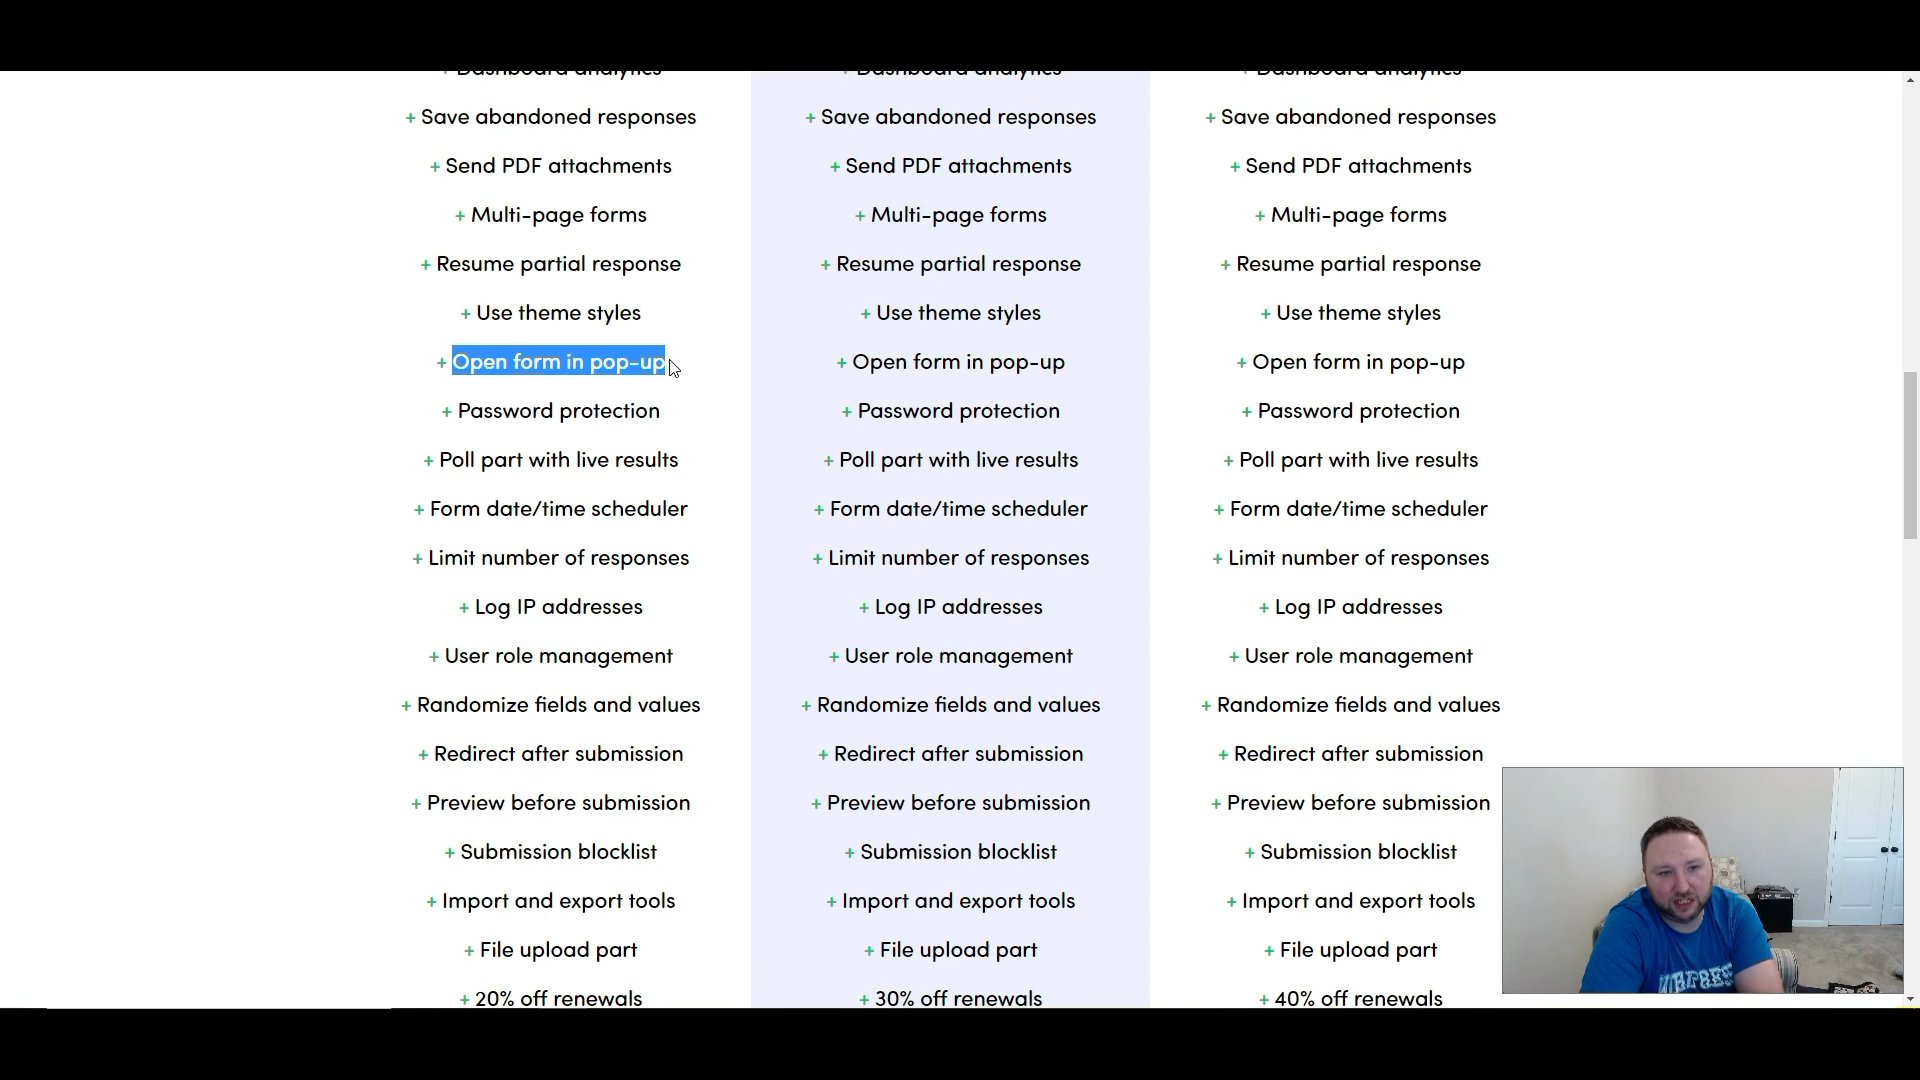 + Dashboard analytics + Dashboard analytics + Dashboard analytics
+ Save abandoned responses + Save abandoned responses + Save abandoned responses
+ Send PDF attachments + Send PDF attachments + Send PDF attachments
+ Multi-page forms + Multi-page forms + Multi-page forms
+ Resume partial response + Resume partial response + Resume partial response
+ Use theme styles + Use theme styles + Use theme styles
+ Open form in pop-up + Open form in pop-up + Open form in pop-up
+ Password protection + Password protection + Password protection
+ Poll part with live results + Poll part with live results + Poll part with live results
+ Form date/time scheduler + Form date/time scheduler + Form date/time scheduler
+ Limit number of responses + Limit number of responses + Limit number of responses
+ Log IP addresses + Log IP addresses + Log IP addresses
+ User role management + User role management + User role management
+ Randomize fields and values + Randomize fields and values + Randomize fields and values
+ Redirect after submission + Redirect after submission + Redirect after submission
+ Preview before submission + Preview before submission + Preview before submission
+ Submission blocklist + Submission blocklist + Submission blocklist
+ Import and export tools + Import and export tools + Import and export tools
+ File upload part + File upload part + File upload part
+ 20% off renewals + 30% off renewals + 40% off renewals